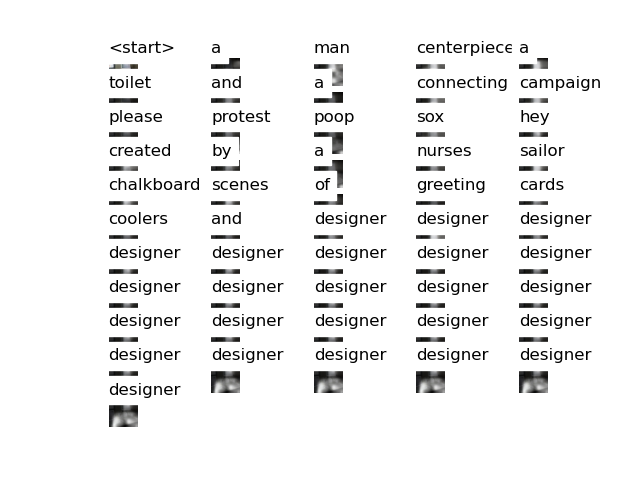 <start> a man centerpiece a
toilet and a connecting campaign
please protest poop sox hey
created by a nurses sailor
chalkboard scenes of greeting cards
coolers and designer designer designer
designer designer designer designer designer
designer designer designer designer designer
designer designer designer designer designer
designer designer designer designer designer
designer